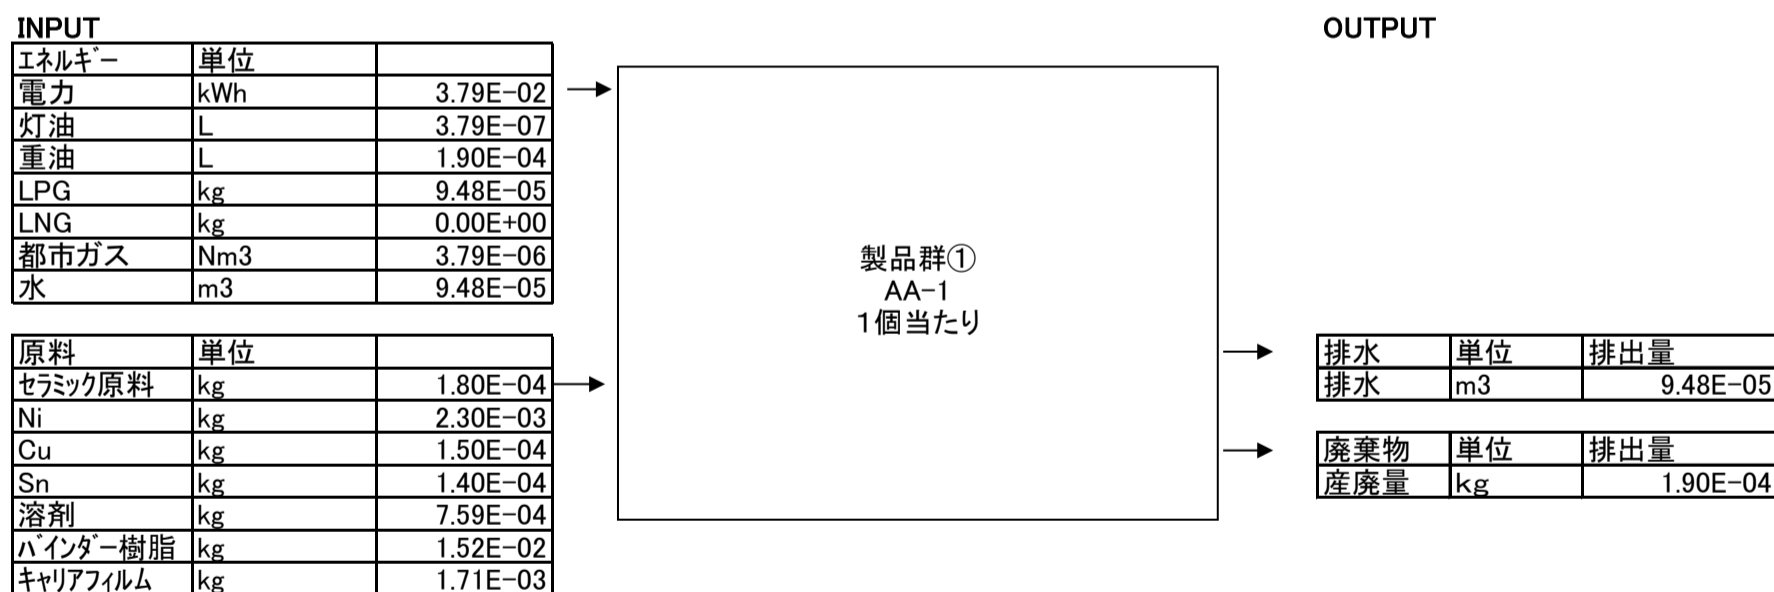 INPUT
エネルギー 単位
電力 kWh 3.79E-02
灯油 L 3.79E-07
重油 L 1.90E-04
LPG kg 9.48E-05
LNG kg 0.00E+00
都市ガス Nm3 3.79E-06
水 m3 9.48E-05
原料 単位
セラミック原料 kg 1.80E-04
Ni kg 2.30E-03
Cu kg 1.50E-04
Sn kg 1.40E-04
溶剤 kg 7.59E-04
バインダー樹脂 kg 1.52E-02
キャリアフィルム kg 1.71E-03
製品群①
AA-1
1個当たり
OUTPUT
排水 単位 排出量
排水 m3 9.48E-05
廃棄物 単位 排出量
産廃量 kg 1.90E-04